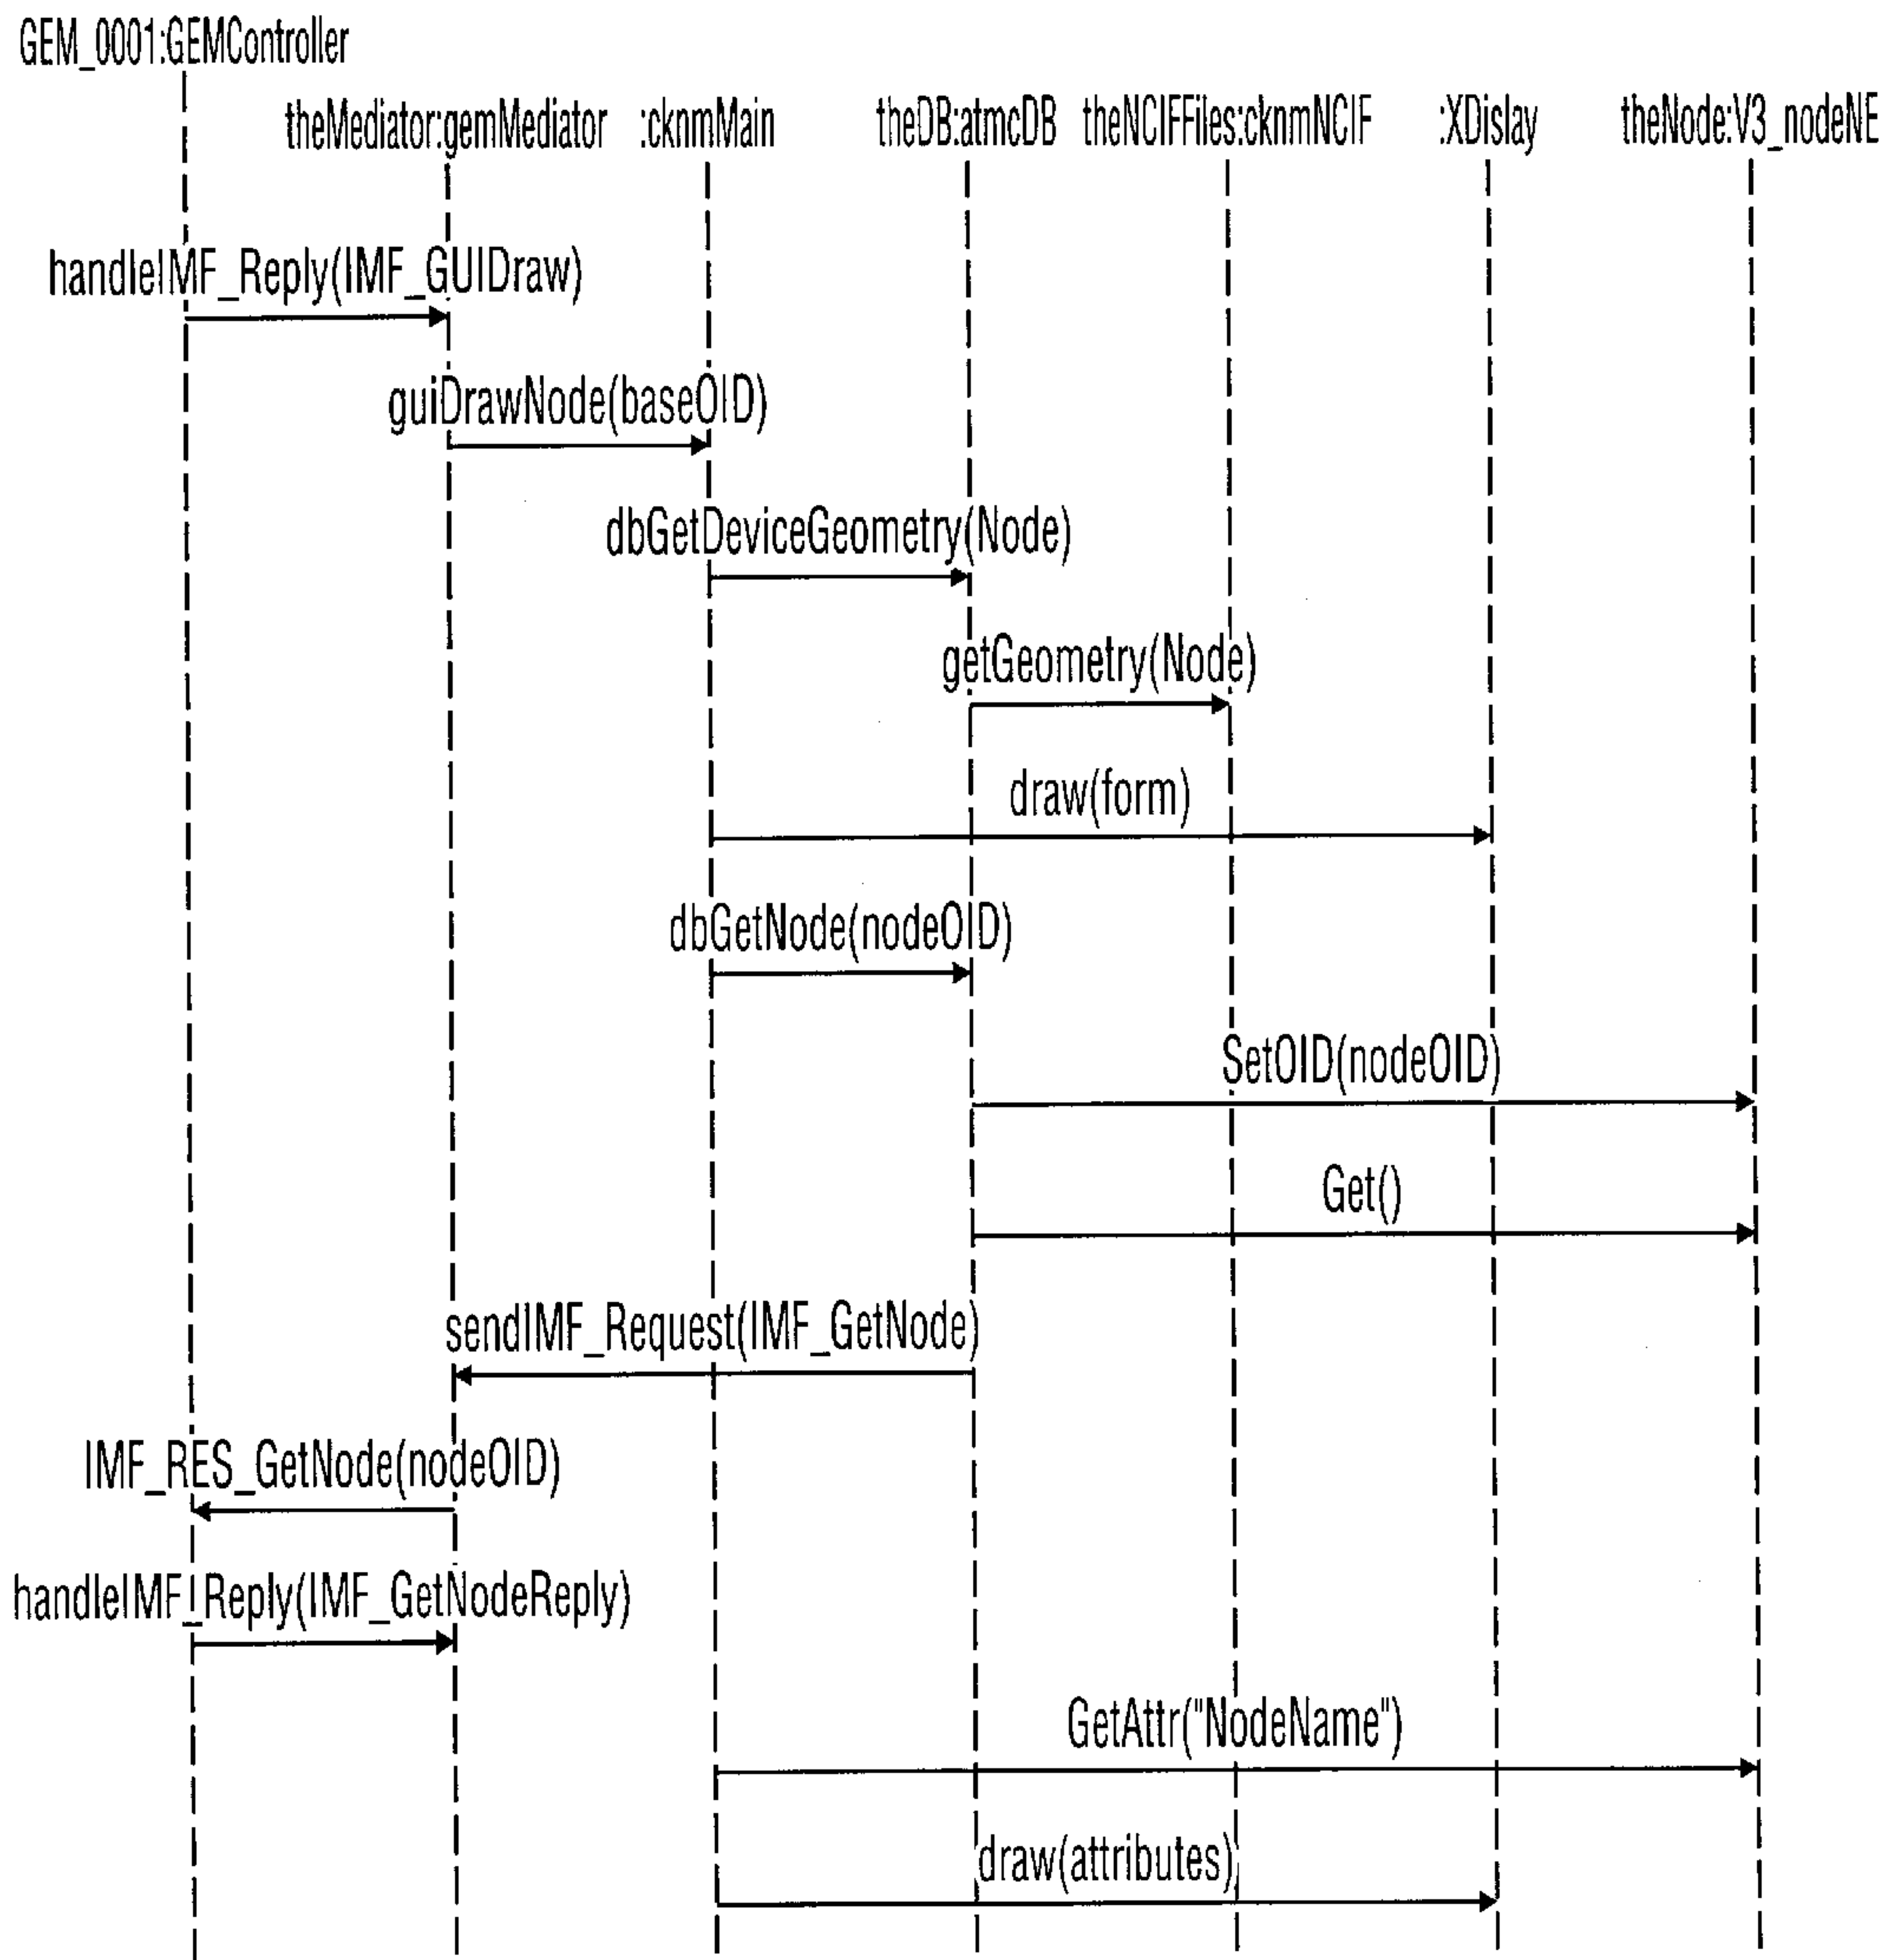 GEM_0001:GEMController
theMediator:gemMediator :cknmMain theDB:atmcDB theNCIFFiles:cknmNCIF :XDislay theNode:V3_nodeNE
handleIMF_Reply(IMF_GUIDraw)
guiDrawNode(baseOID)
dbGetDeviceGeometry(Node)
getGeometry(Node)
draw(form)
dbGetNode(nodeOID)
SetOID(nodeOID)
Get()
sendIMF_Request(IMF_GetNode)
IMF_RES_GetNode(nodeOID)
handleIMF_Reply(IMF_GetNodeReply)
GetAttr("NodeName")
draw(attributes)